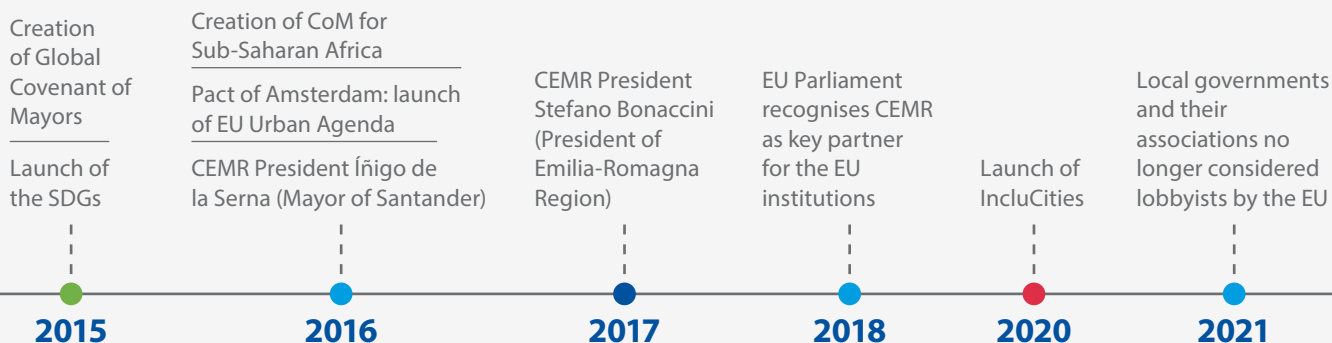 Creation
of Global
Covenant of
Mayors
Launch of
the SDGs
2015
Creation of CoM for
Sub-Saharan Africa
Pact of Amsterdam: launch
of EU Urban Agenda
CEMR President Íñigo de
la Serna (Mayor of Santander)
2016
CEMR President
Stefano Bonaccini
(President of
Emilia-Romagna
Region)
2017
EU Parliament
recognises CEMR
as key partner
for the EU
institutions
2018
Launch of
IncluCities
2020
Local governments
and their
associations no
longer considered
lobbyists by the EU
2021